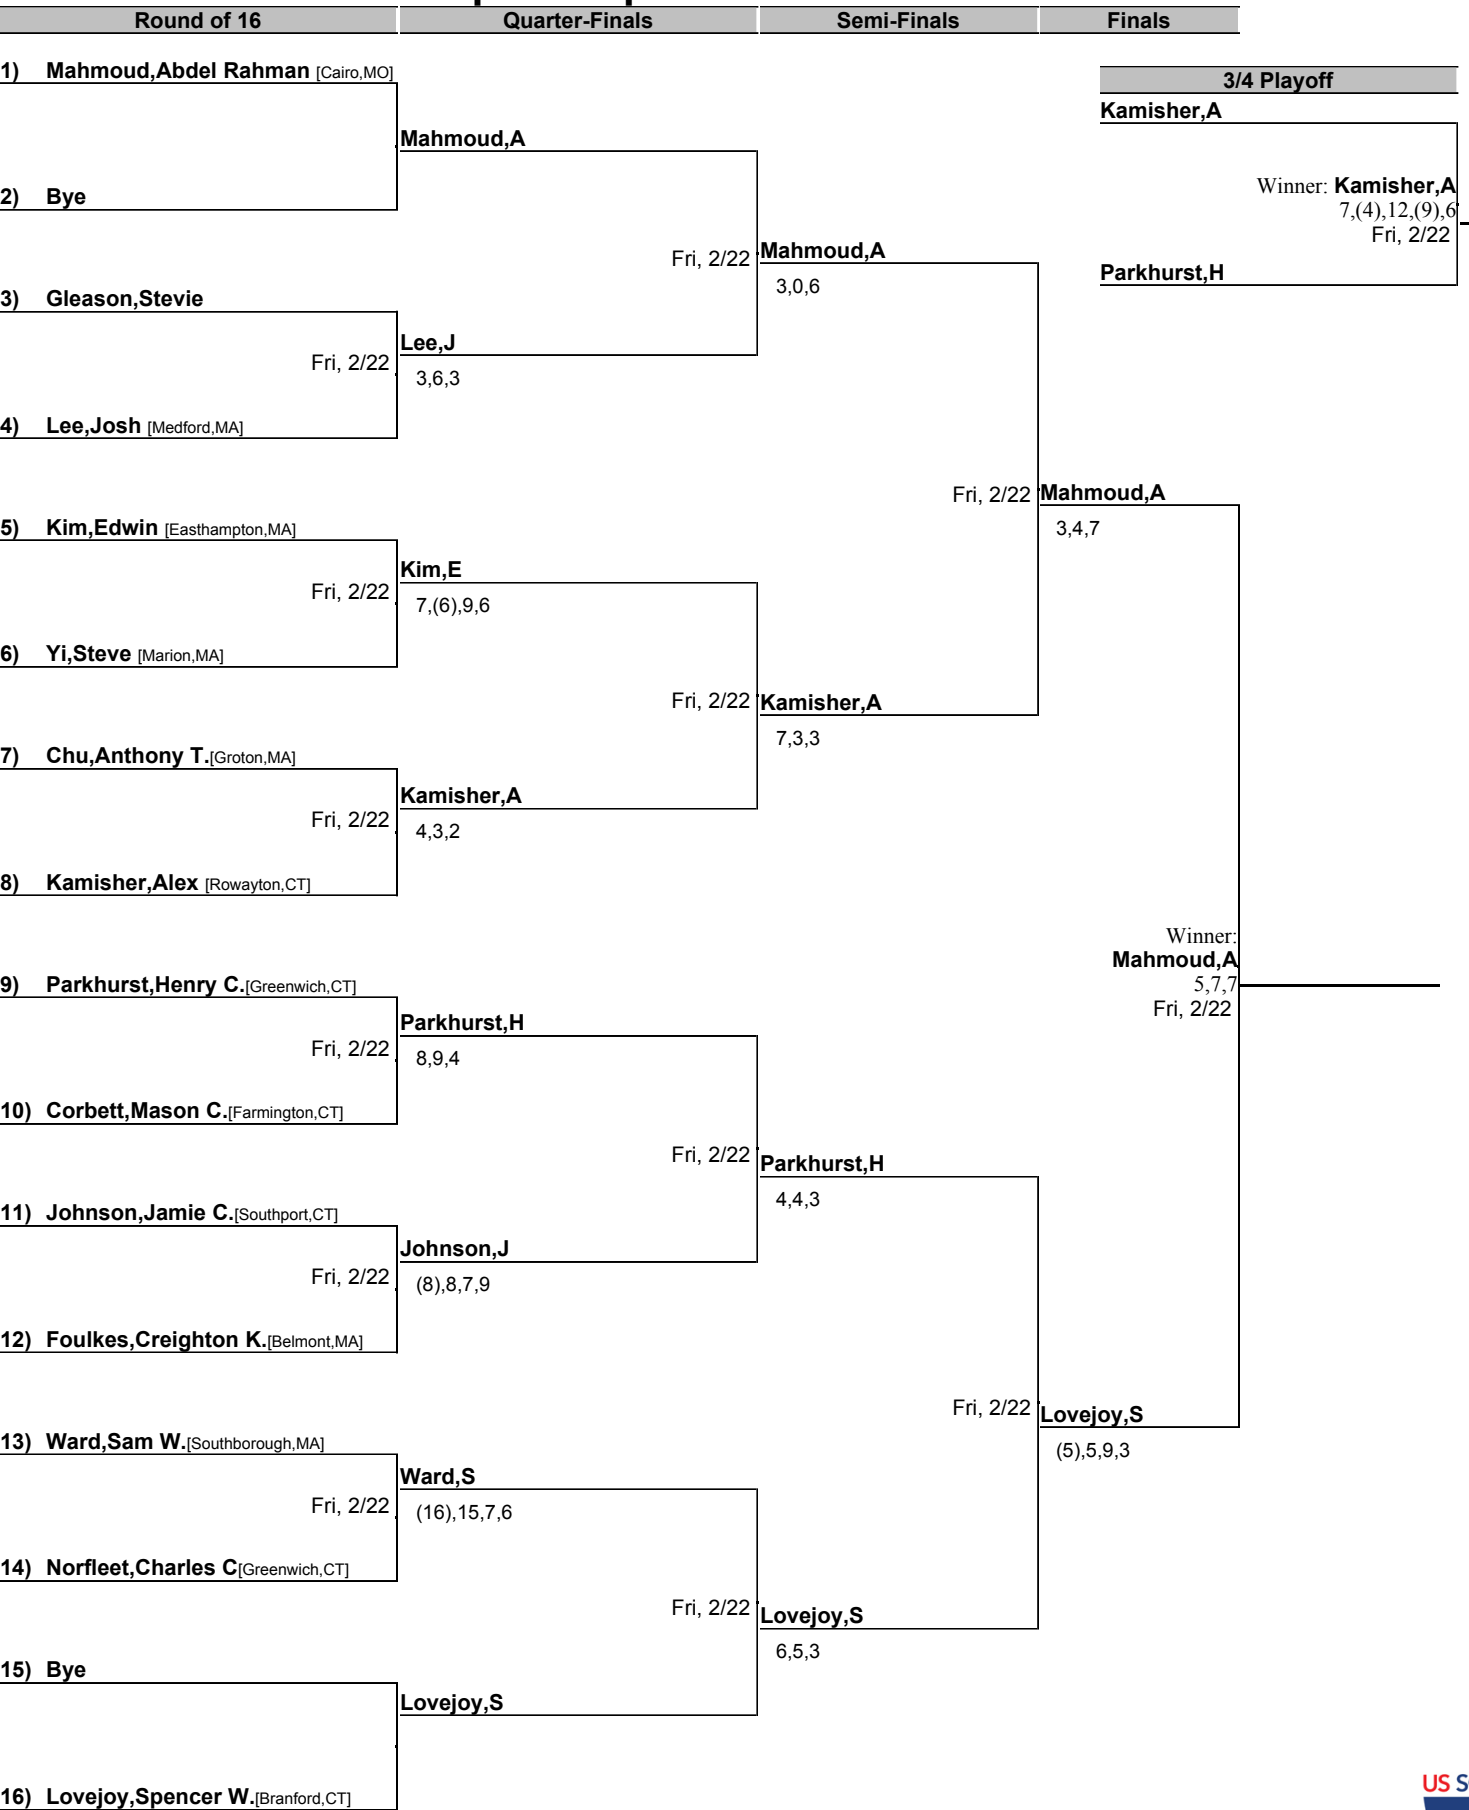 Round of 16 Quarter-Finals Semi-Finals Finals
1) Mahmoud,Abdel Rahman [Cairo,MO]
3/4 Playoff
Kamisher,A
Mahmoud,A
Winner: Kamisher,A
2) Bye
7,(4),12,(9),6
Fri, 2/22
Fri, 2/22 Mahmoud,A
Parkhurst,H
3,0,6
3) Gleason,Stevie
Lee,J
Fri, 2/22
3,6,3
4) Lee,Josh [Medford,MA]
Fri, 2/22 Mahmoud,A
5) Kim,Edwin [Easthampton,MA]
3,4,7
Kim,E
Fri, 2/22
7,(6),9,6
6) Yi,Steve [Marion,MA]
Fri, 2/22 Kamisher,A
7,3,3
7) Chu,Anthony T.[Groton,MA]
Kamisher,A
Fri, 2/22
4,3,2
8) Kamisher,Alex [Rowayton,CT]
Winner:
Mahmoud,A
9) Parkhurst,Henry C.[Greenwich,CT]
5,7,7
Fri, 2/22
Parkhurst,H
Fri, 2/22
8,9,4
10) Corbett,Mason C.[Farmington,CT]
Fri, 2/22 Parkhurst,H
4,4,3
11) Johnson,Jamie C.[Southport,CT]
Johnson,J
Fri, 2/22
(8),8,7,9
12) Foulkes,Creighton K.[Belmont,MA]
Fri, 2/22 Lovejoy,S
13) Ward,Sam W.[Southborough,MA]
(5),5,9,3
Ward,S
Fri, 2/22
(16),15,7,6
14) Norfleet,Charles C[Greenwich,CT]
Fri, 2/22 Lovejoy,S
6,5,3
15) Bye
Lovejoy,S
US S
16) Lovejoy,Spencer W.[Branford,CT]